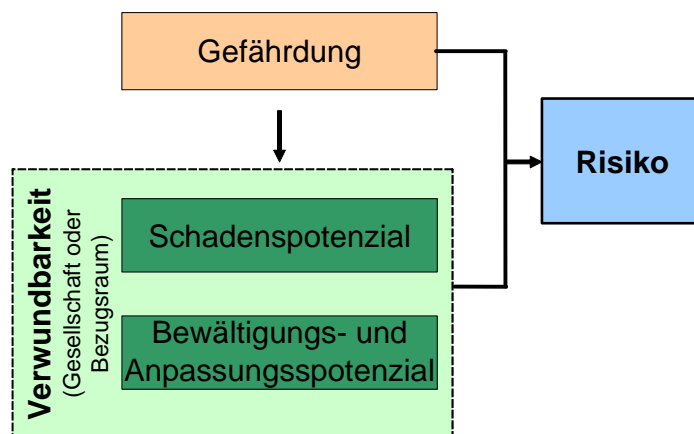 Gefährdung
Risiko
Verwundbarkeit
(Gesellschaft oder
Bezugsraum)
Schadenspotenzial
Bewältigungs- und
Anpassungsspotenzial